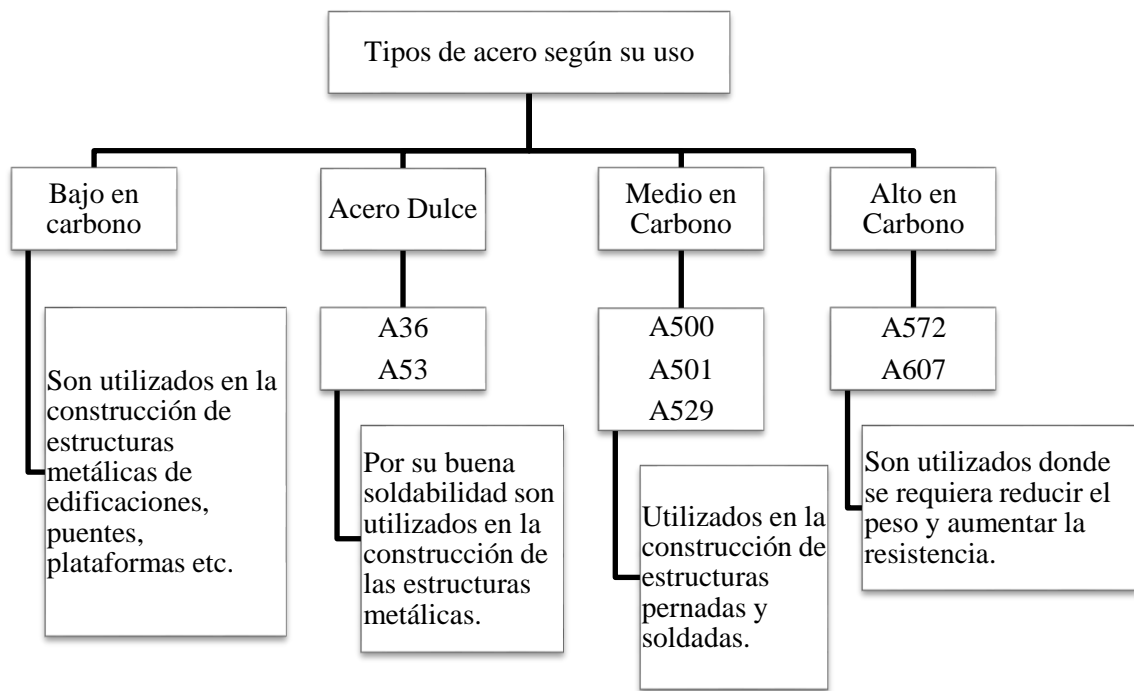 Tipos de acero según su uso
Bajo en
carbono
Son utilizados en la
construcción de
estructuras
metálicas de
edificaciones,
puentes,
plataformas etc.
Acero Dulce
A36
A53
Por su buena
soldabilidad son
utilizados en la
construcción de
las estructuras
metálicas.
Medio en
Carbono
A500
A501
A529
Utilizados en la
construcción de
estructuras
pernadas y
soldadas.
Alto en
Carbono
A572
A607
Son utilizados donde
se requiera reducir el
peso y aumentar la
resistencia.